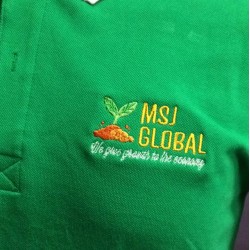 MSJ
GLOBAL
We give growth to the economy